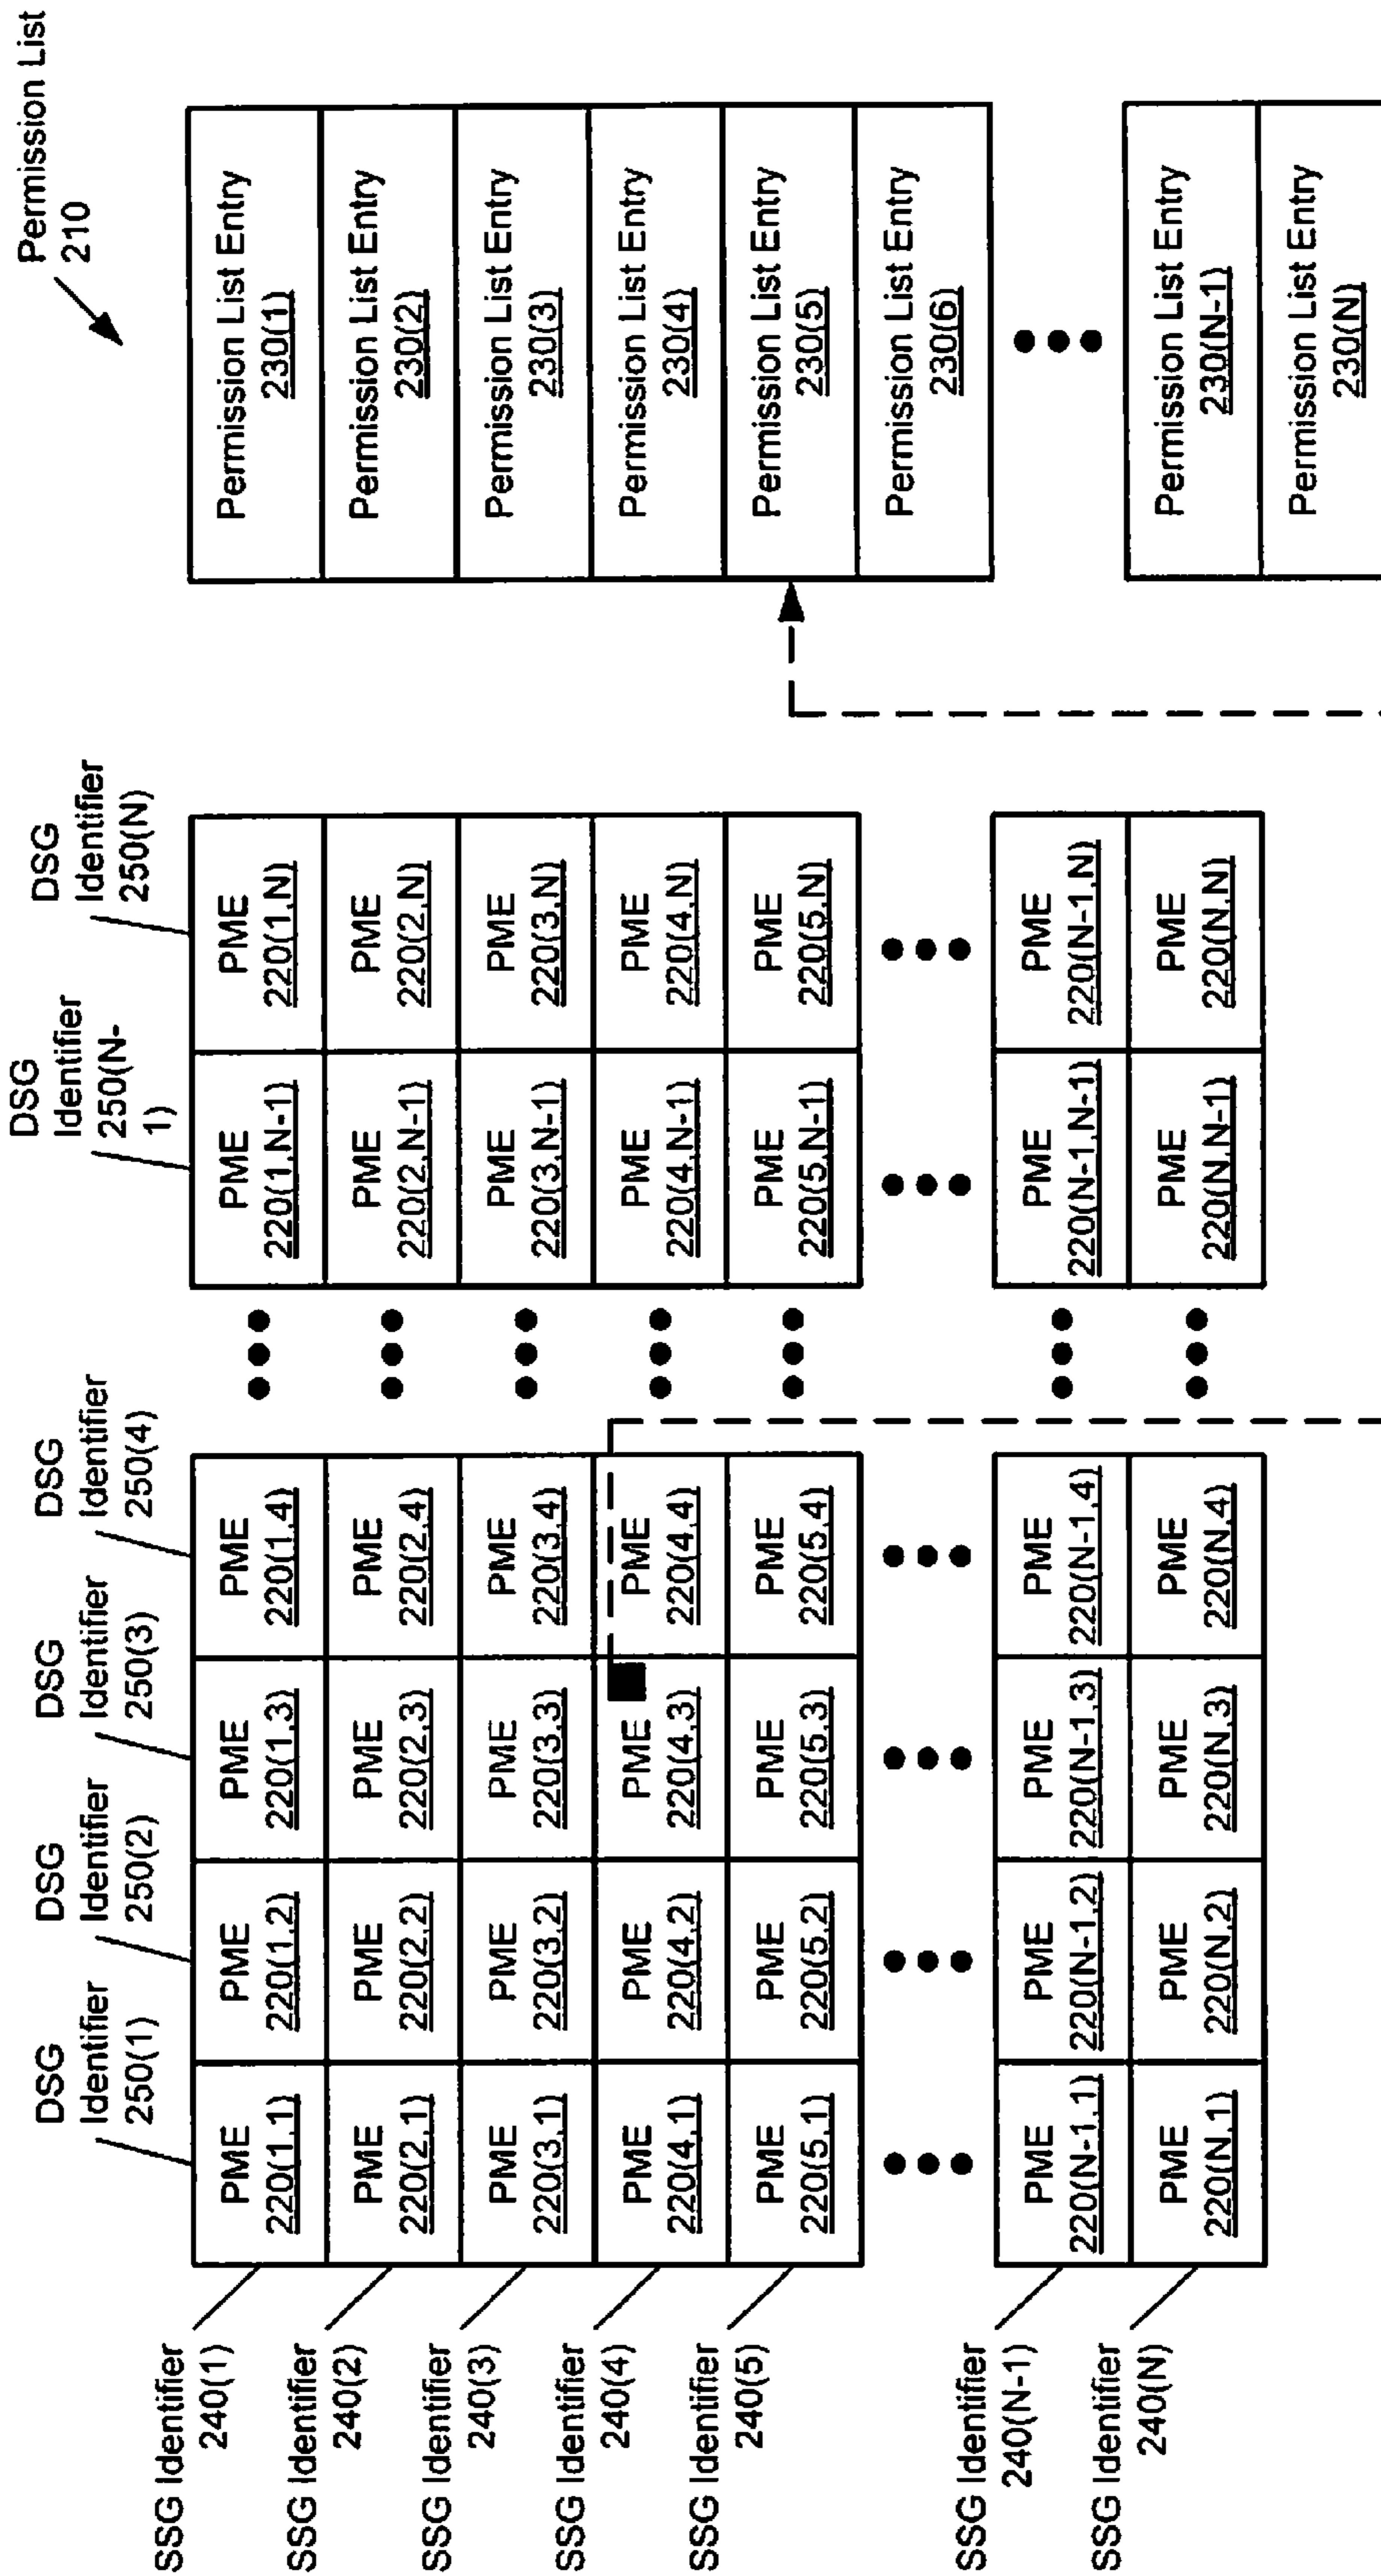 Permission List
210
DSG
Identifier
250(1)
DSG
Identifier
250(2)
DSG
Identifier
250(3)
DSG
Identifier
250(4)
DSG
Identifier
250(N-
1)
DSG
Identifier
250(N)
SSG Identifier
240(1)
SSG Identifier
240(2)
SSG Identifier
240(3)
SSG Identifier
240(4)
SSG Identifier
240(5)
SSG Identifier
240(N-1)
SSG Identifier
240(N)
PME
220(1,1)
PME
220(1,2)
PME
220(1,3)
PME
220(1,4)
PME
220(1,N-1)
PME
220(1,N)
PME
220(2,1)
PME
220(2,2)
PME
220(2,3)
PME
220(2,4)
PME
220(2,N-1)
PME
220(2,N)
PME
220(3,1)
PME
220(3,2)
PME
220(3,3)
PME
220(3,4)
PME
220(3,N-1)
PME
220(3,N)
PME
220(4,1)
PME
220(4,2)
PME
220(4,3)
PME
220(4,4)
PME
220(4,N-1)
PME
220(4,N)
PME
220(5,1)
PME
220(5,2)
PME
220(5,3)
PME
220(5,4)
PME
220(5,N-1)
PME
220(5,N)
PME
220(N-1,1)
PME
220(N-1,2)
PME
220(N-1,3)
PME
220(N-1,4)
PME
220(N-1,N-1)
PME
220(N-1,N)
PME
220(N,1)
PME
220(N,2)
PME
220(N,3)
PME
220(N,4)
PME
220(N,N-1)
PME
220(N,N)
Permission List Entry
230(1)
Permission List Entry
230(2)
Permission List Entry
230(3)
Permission List Entry
230(4)
Permission List Entry
230(5)
Permission List Entry
230(6)
Permission List Entry
230(N-1)
Permission List Entry
230(N)